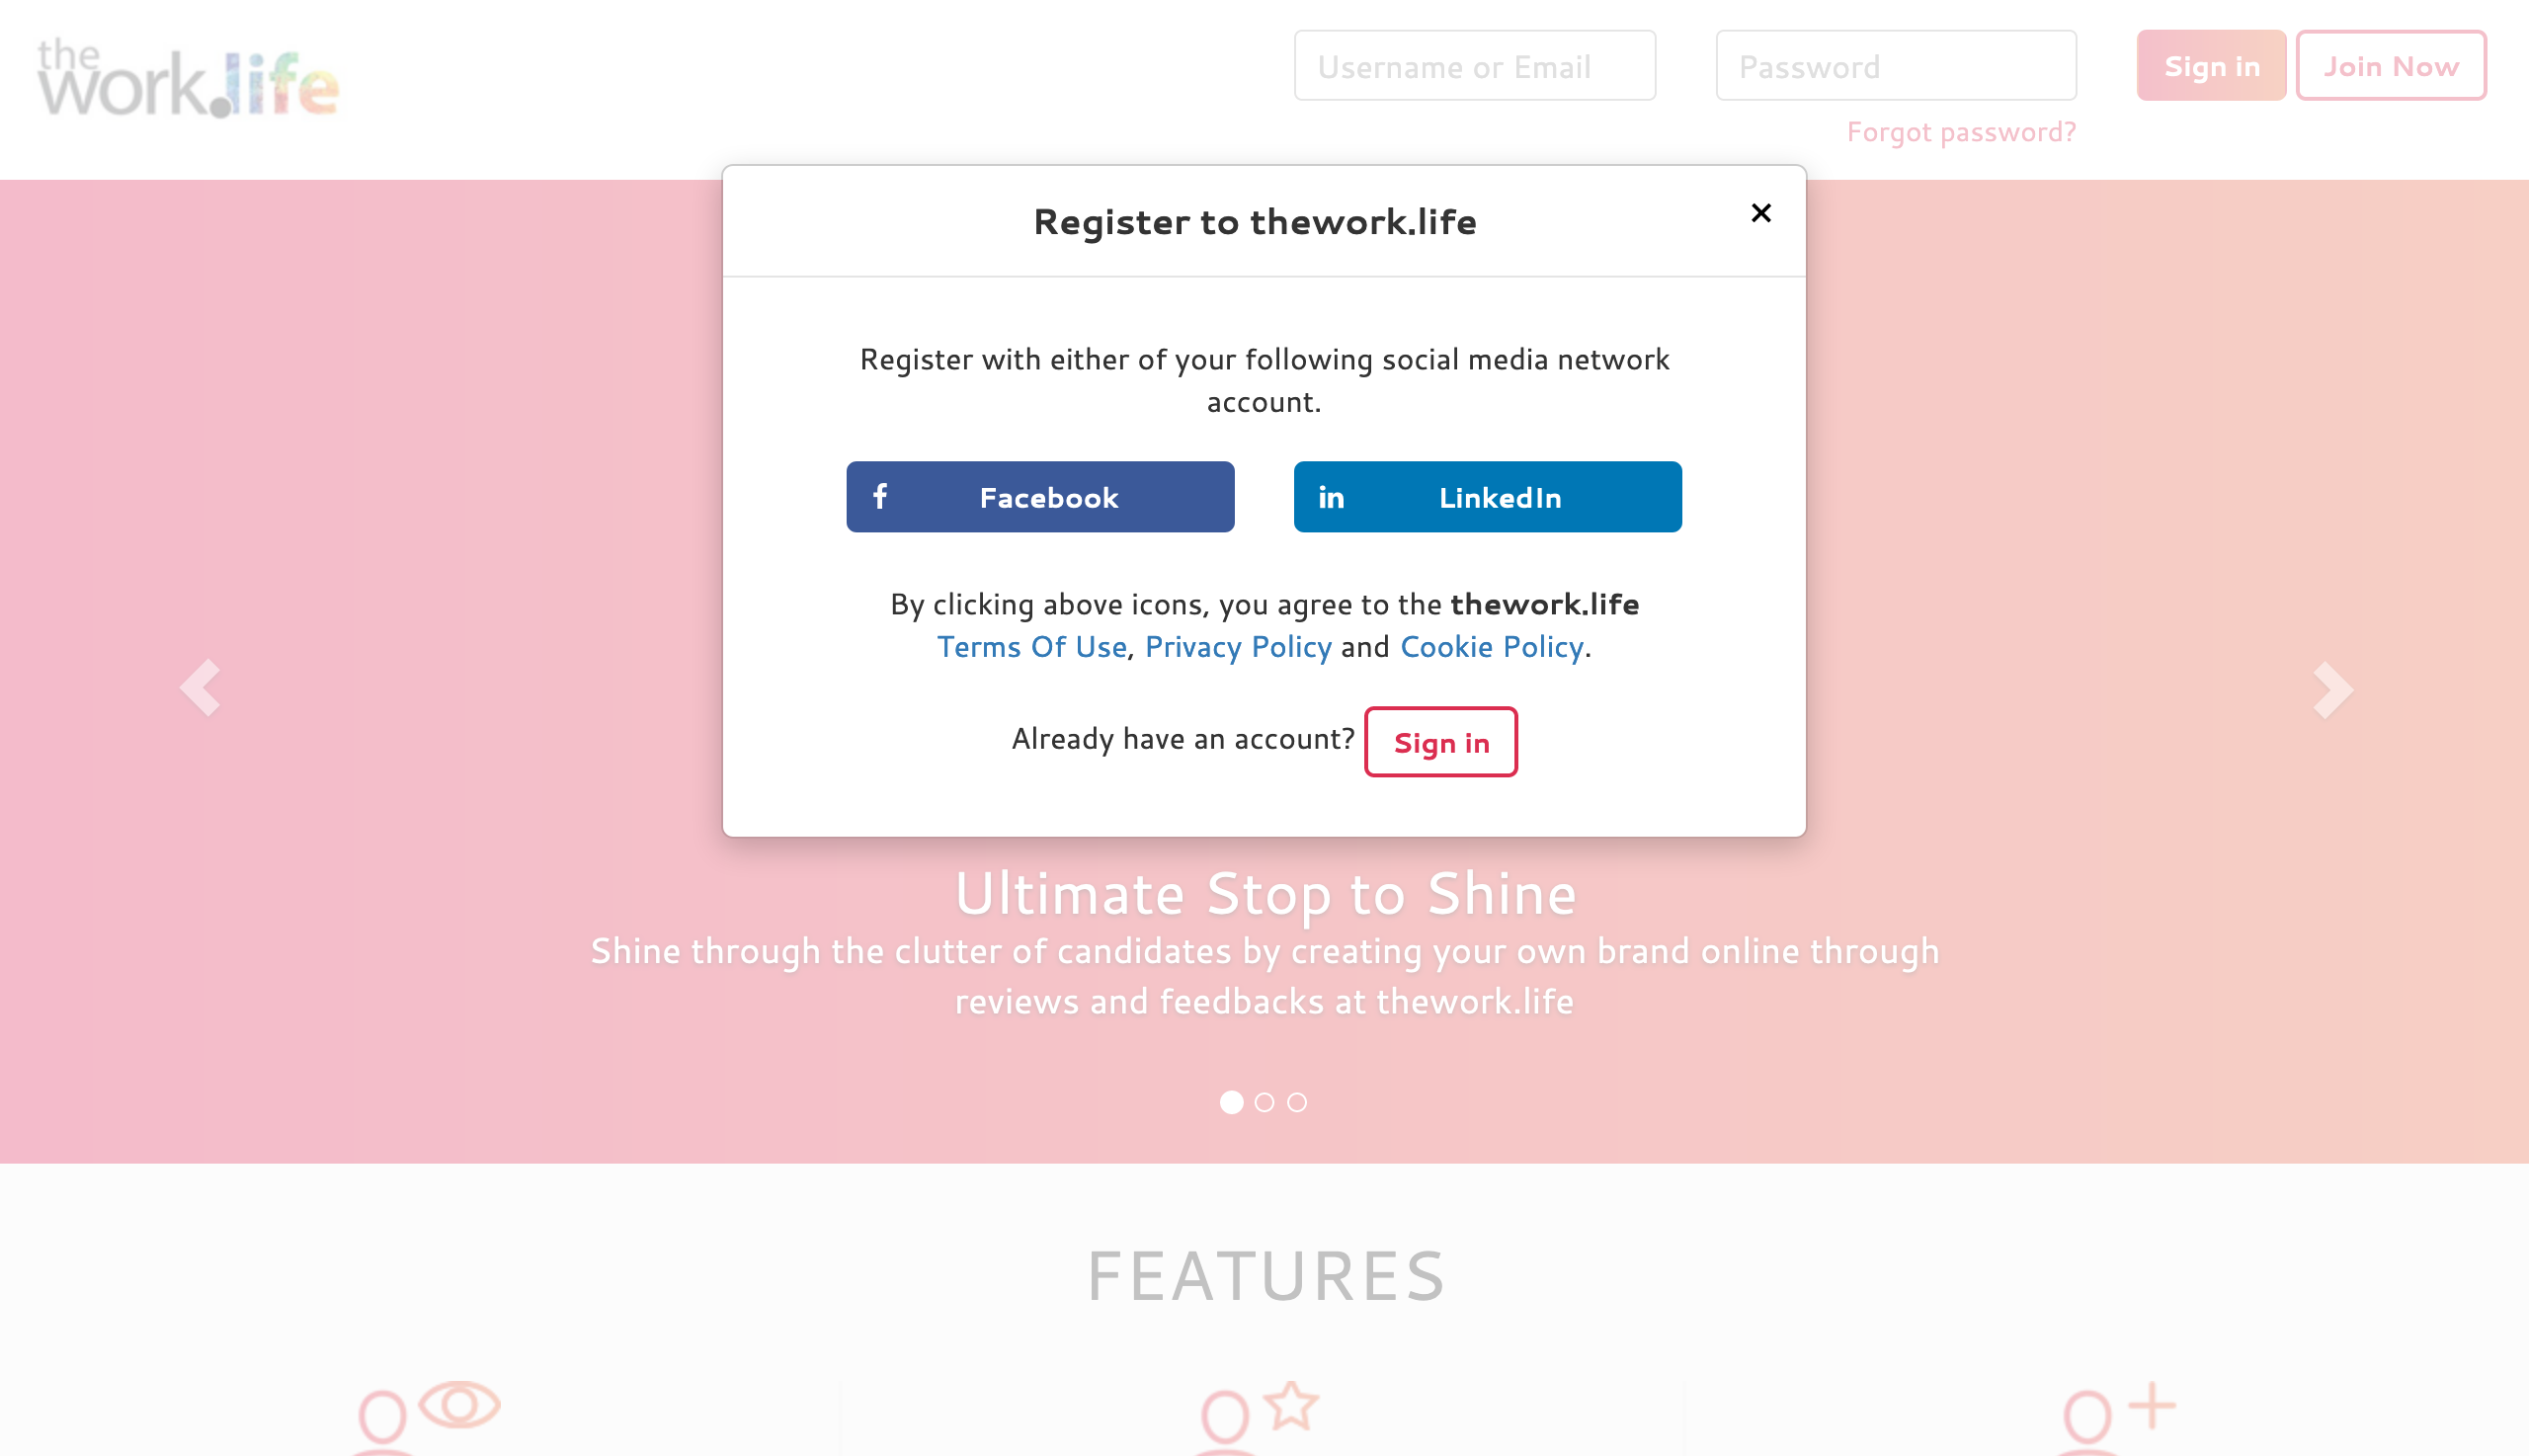 the
work.life
Username or Email
Password
Sign in
Join Now
Forgot password?
Register to thework.life
×
Register with either of your following social media network
account.
f Facebook
in LinkedIn
By clicking above icons, you agree to the thework.life
Terms Of Use, Privacy Policy and Cookie Policy.
Already have an account? Sign in
Ultimate Stop to Shine
Shine through the clutter of candidates by creating your own brand online through
reviews and feedbacks at thework.life
FEATURES